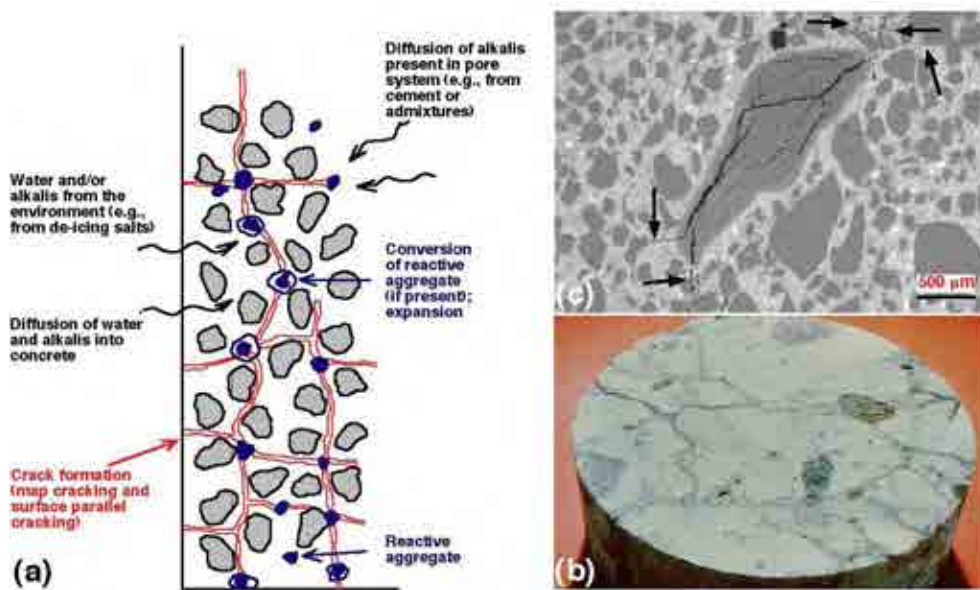 Diffusion of alkalis
present in pore
system (e.g., from
cement or
admixtures)
Water and/or
alkalis from the
environment (e.g.,
from de-icing salts)
Conversion
of reactive
aggregate
(if present);
expansion
Diffusion of water
and alkalis into
concrete
Crack formation
(map cracking and
surface parallel
cracking)
Reactive
aggregate
(a)
(c)
500 µm
(b)